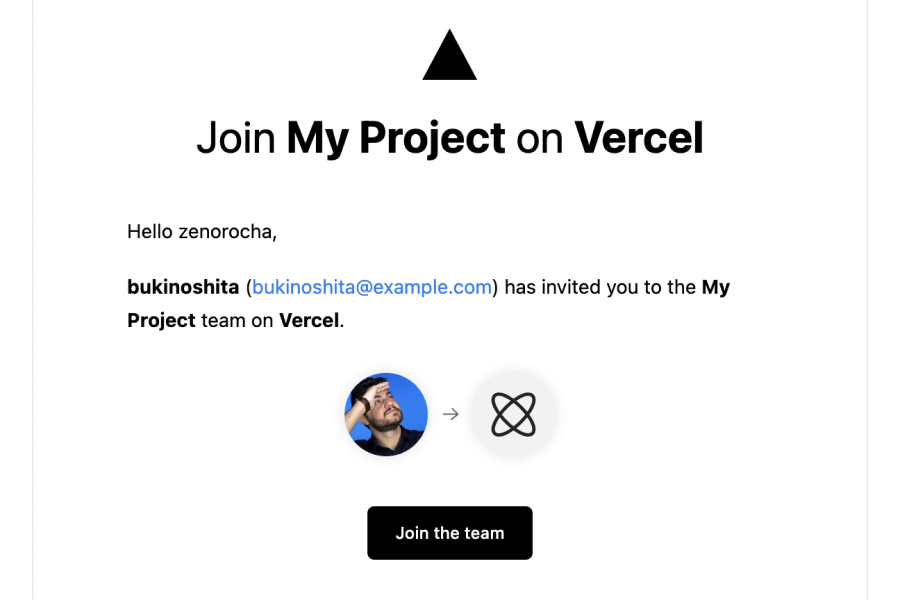 Join My Project on Vercel
Hello zenorocha,
bukinoshita (bukinoshita@example.com) has invited you to the My
Project team on Vercel.
Join the team